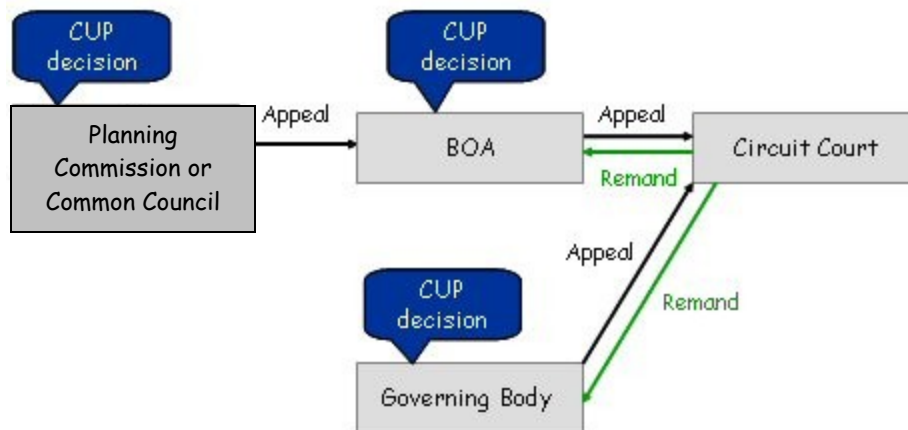 CUP
decision
CUP
decision
Planning
Commission or
Common Council
Appeal
BOA
Appeal
Remand
Circuit Court
Appeal
Remand
CUP
decision
Governing Body